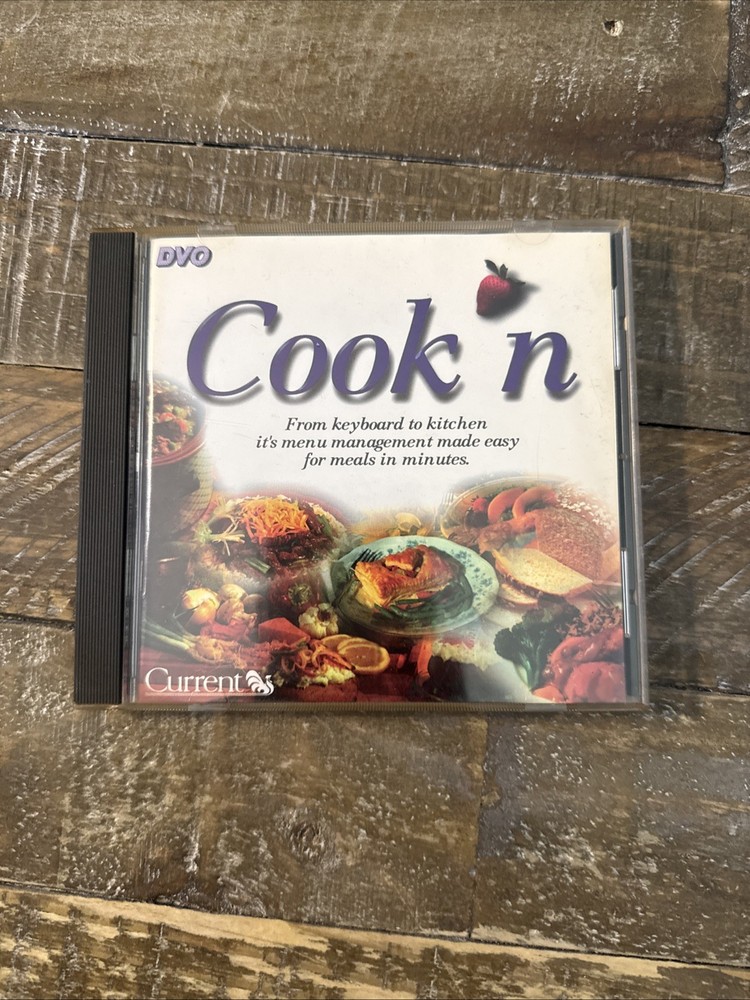 DVO
Cook'n
From keyboard to kitchen
it's menu management made easy
for meals in minutes.
Current